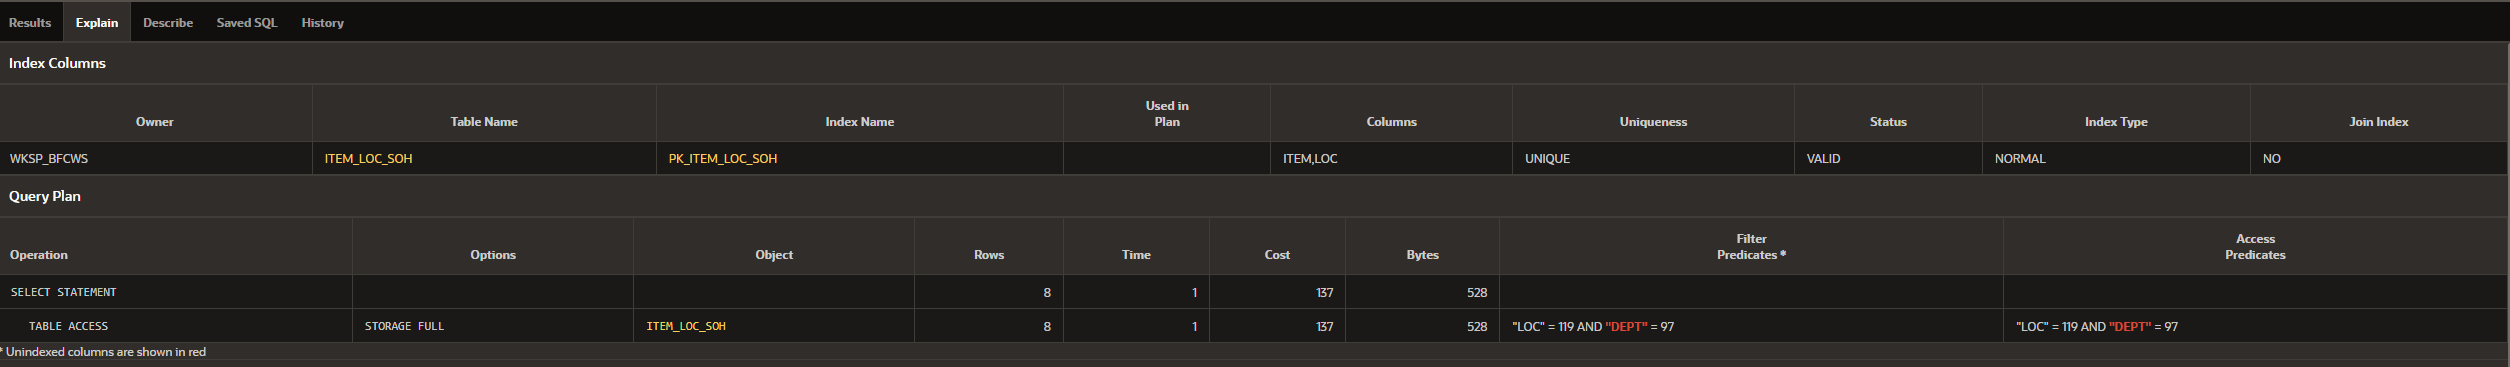 Results Explain Describe Saved SQL History
Index Columns
Owner Table Name Index Name Used in Plan Columns Uniqueness Status Index Type Join Index
WKSP_BFCWS ITEM_LOC_SOH PK_ITEM_LOC_SOH ITEM,LOC UNIQUE VALID NORMAL NO
Query Plan
Operation Options Object Rows Time Cost Bytes Filter Predicates * Access Predicates
SELECT STATEMENT 8 1 137 528
TABLE ACCESS STORAGE FULL ITEM_LOC_SOH 8 1 137 528 "LOC" = 119 AND "DEPT" = 97 "LOC" = 119 AND "DEPT" = 97
* Unindexed columns are shown in red